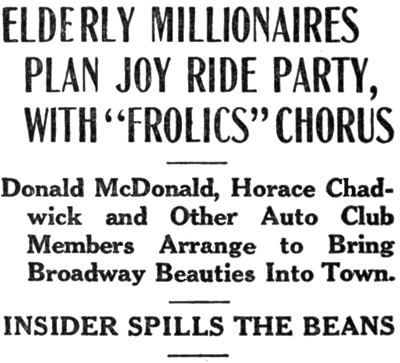 ELDERLY MILLIONAIRES
PLAN JOY RIDE PARTY,
WITH “FROLICS” CHORUS
Donald McDonald, Horace Chad-
wick and Other Auto Club
Members Arrange to Bring
Broadway Beauties Into Town.
INSIDER SPILLS THE BEANS